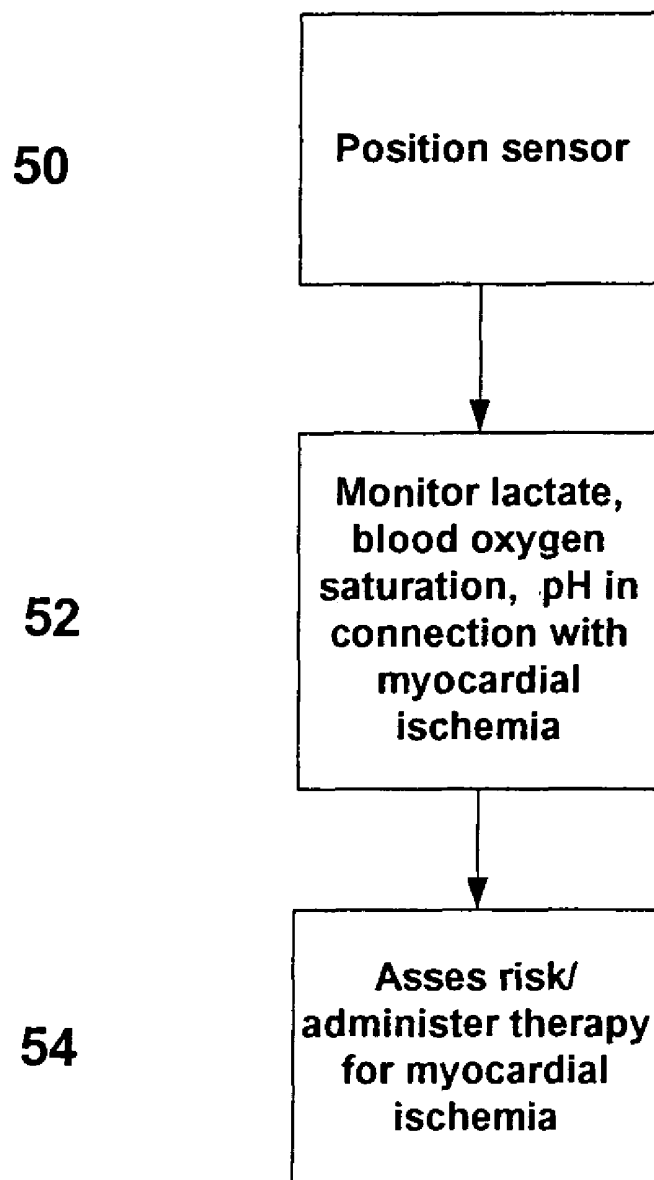 50
Position sensor
52
Monitor lactate,
blood oxygen
saturation, pH in
connection with
myocardial
ischemia
54
Asses risk/
administer therapy
for myocardial
ischemia